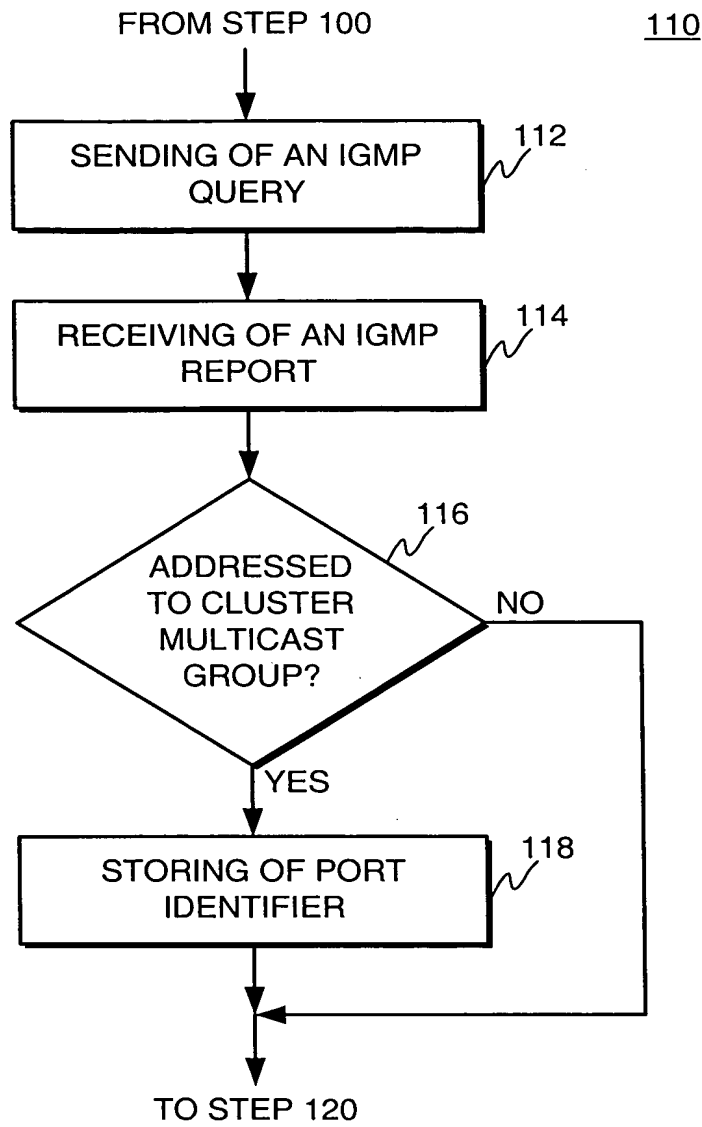 FROM STEP 100
110
SENDING OF AN IGMP
QUERY
112
RECEIVING OF AN IGMP
REPORT
114
116
ADDRESSED
TO CLUSTER
MULTICAST
GROUP?
NO
YES
STORING OF PORT
IDENTIFIER
118
TO STEP 120